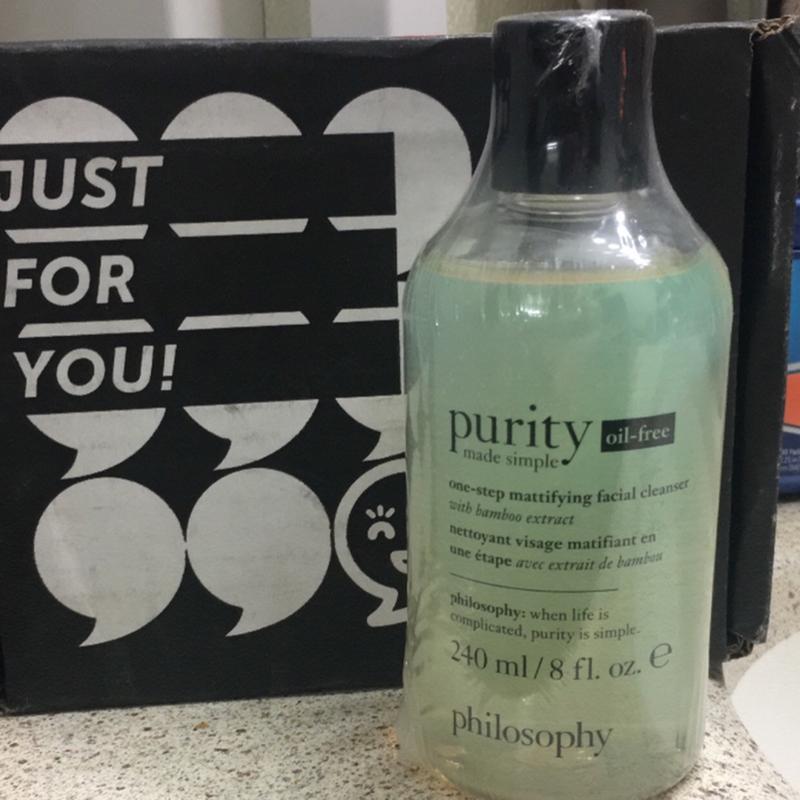 JUST
FOR
YOU!
purity oil-free
made simple
one-step mattifying facial cleanser
with bamboo extract
nettoyant visage matifiant en
une étape avec extrait de bambou
philosophy: when life is
complicated, purity is simple.
240 ml/8 fl. oz. ℮
philosophy